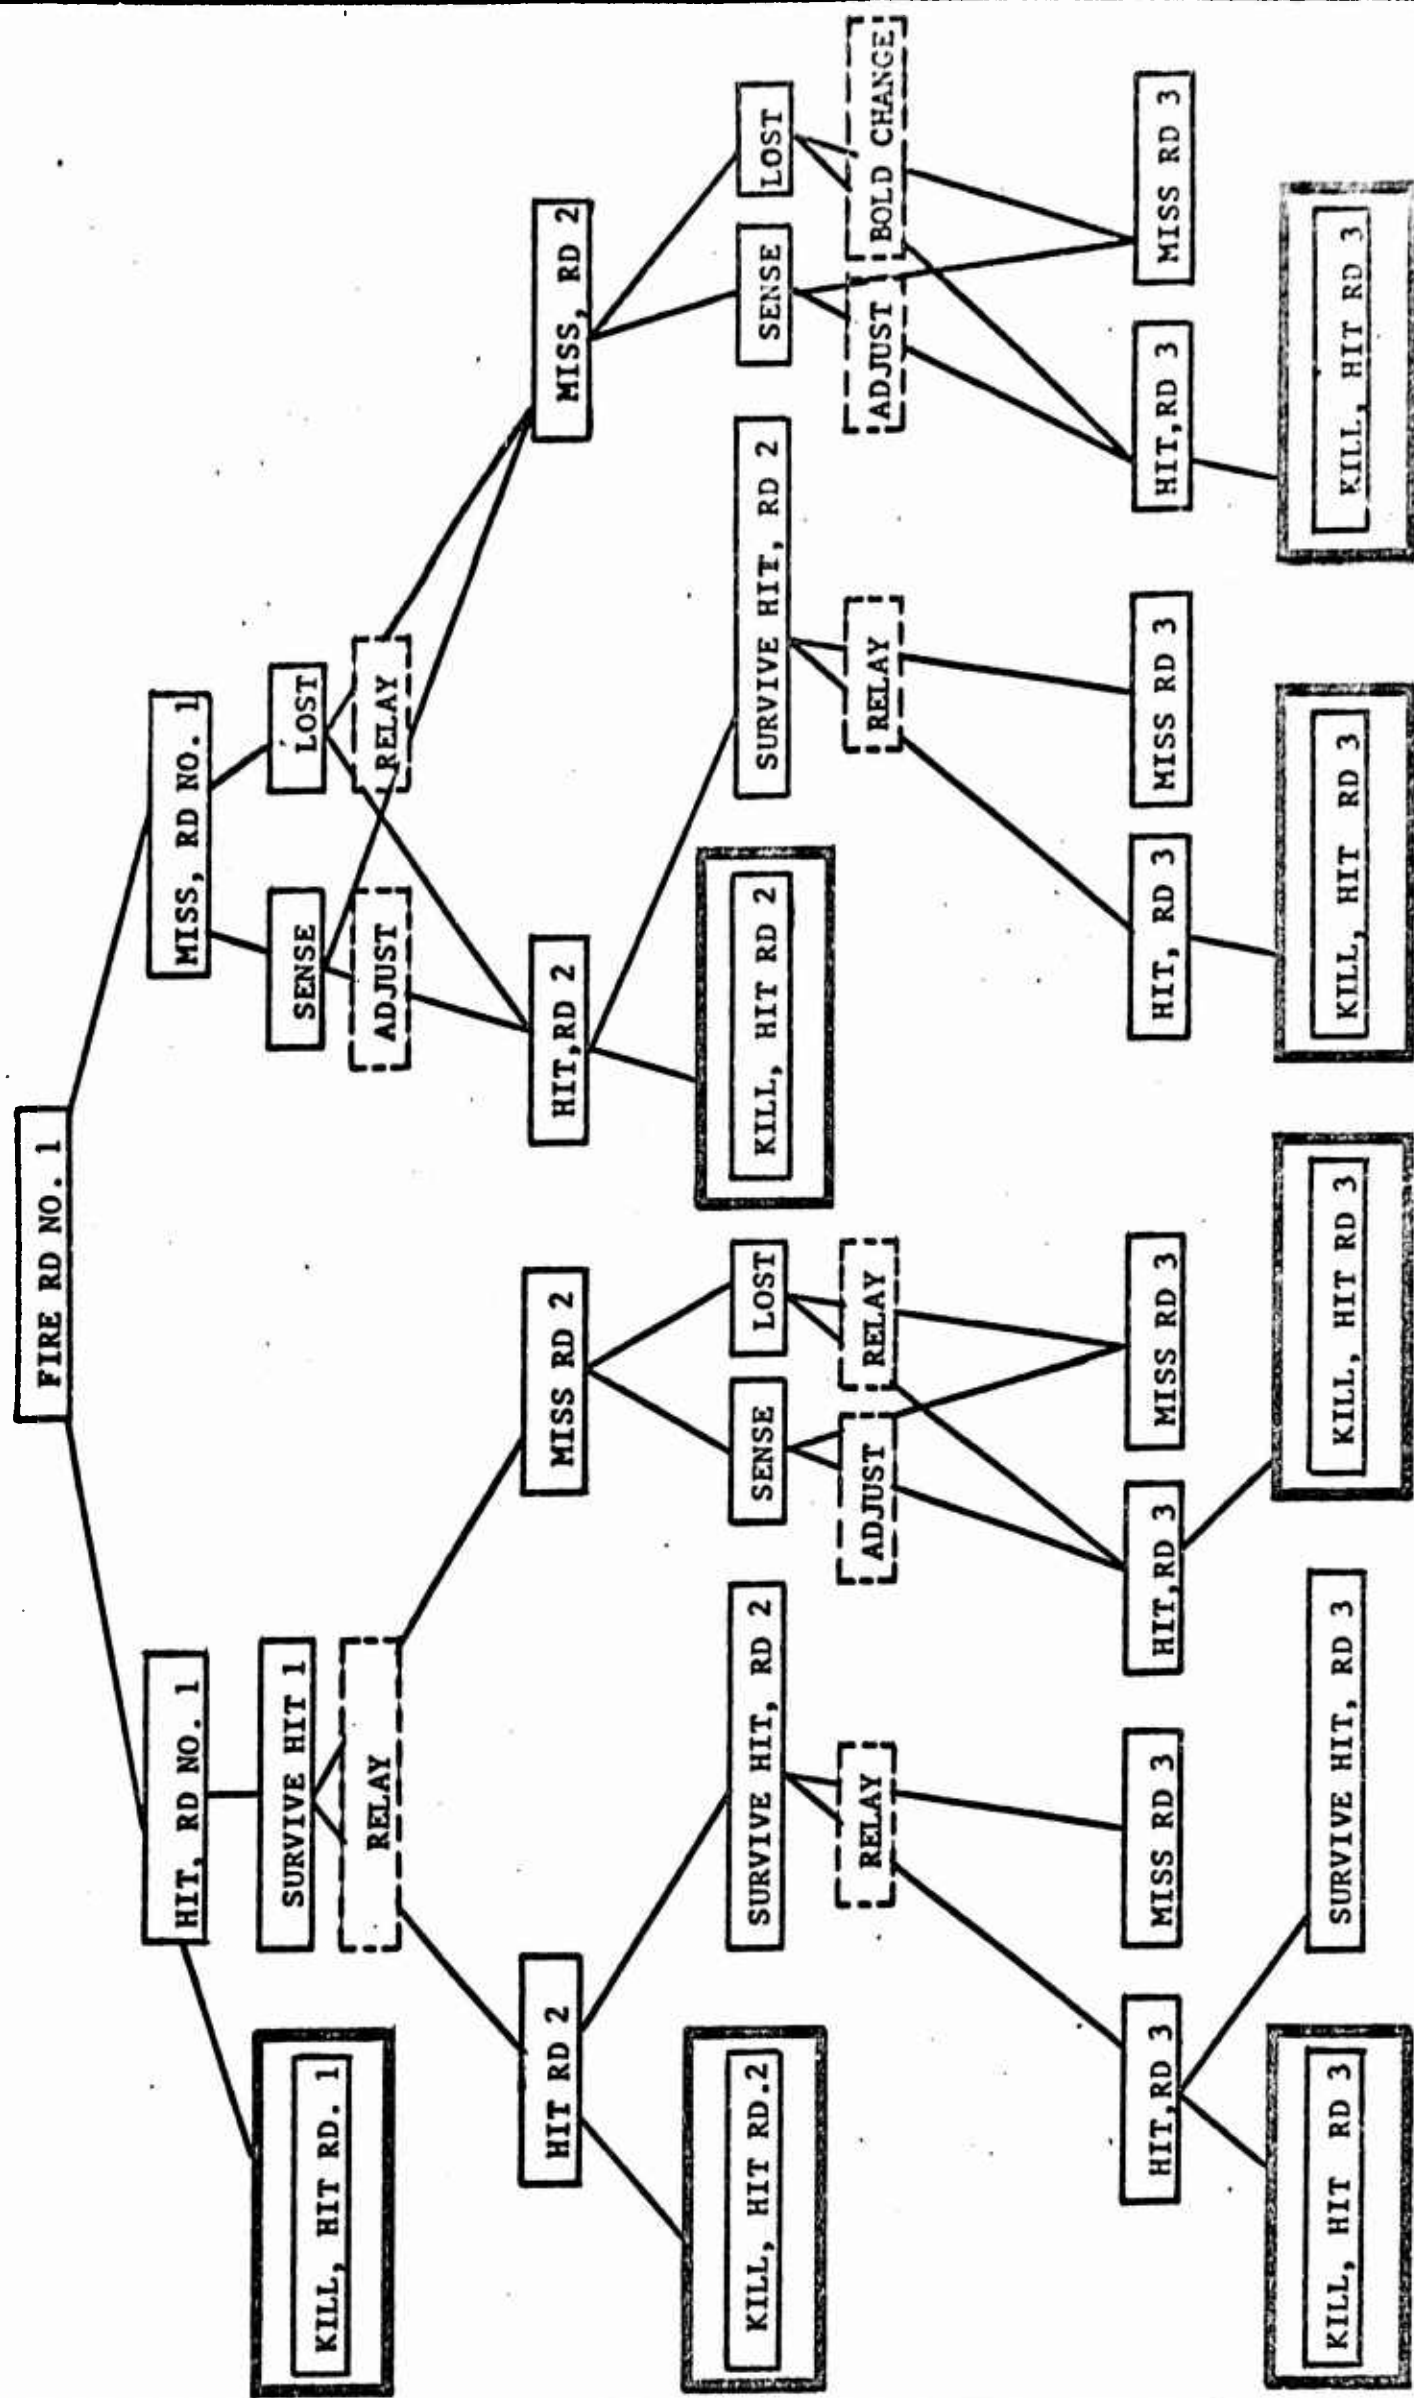 FIRE RD NO. 1
HIT, RD NO. 1
MISS, RD NO. 1
KILL, HIT RD. 1
SURVIVE HIT 1
SENSE
LOST
RELAY
ADJUST
RELAY
HIT RD 2
MISS RD 2
HIT,RD 2
MISS, RD 2
KILL, HIT RD.2
SURVIVE HIT, RD 2
SENSE
LOST
KILL, HIT RD 2
SURVIVE HIT, RD 2
SENSE
LOST
RELAY
ADJUST
RELAY
RELAY
ADJUST
BOLD CHANGE
HIT,RD 3
MISS RD 3
HIT,RD 3
MISS RD 3
HIT, RD 3
MISS RD 3
HIT,RD 3
MISS RD 3
KILL, HIT RD 3
SURVIVE HIT, RD 3
KILL, HIT RD 3
KILL, HIT RD 3
KILL, HIT RD 3